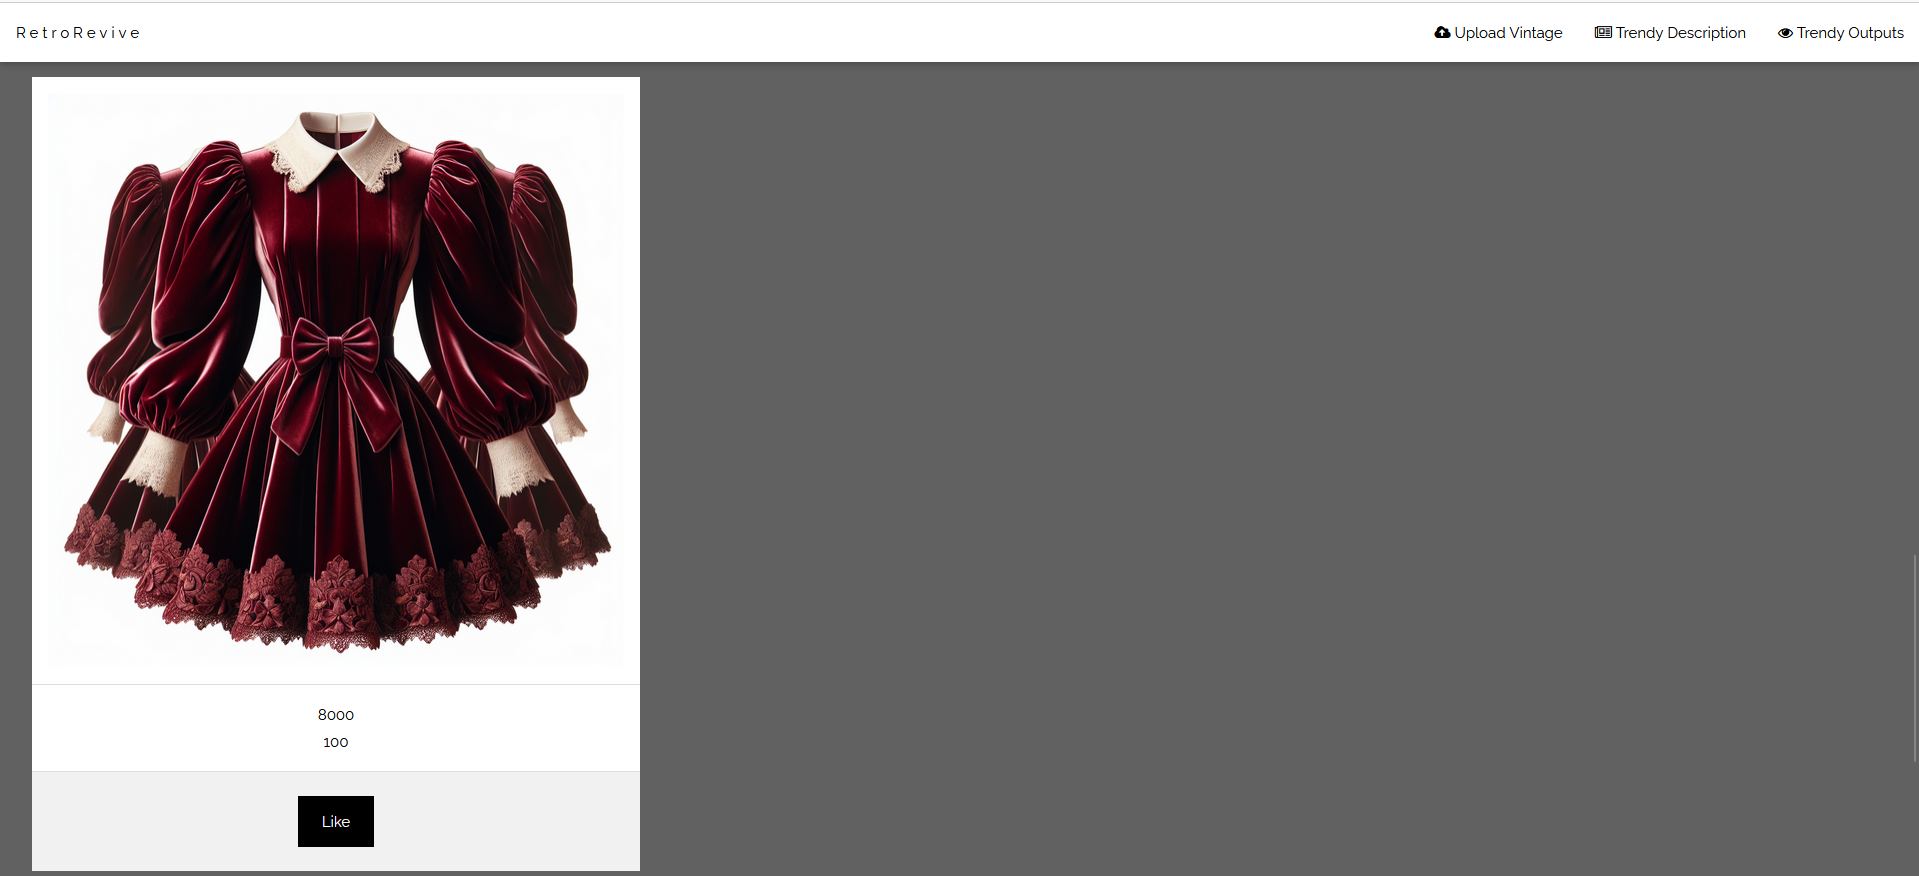 RetroRevive
Upload Vintage
Trendy Description
Trendy Outputs
8000
100
Like